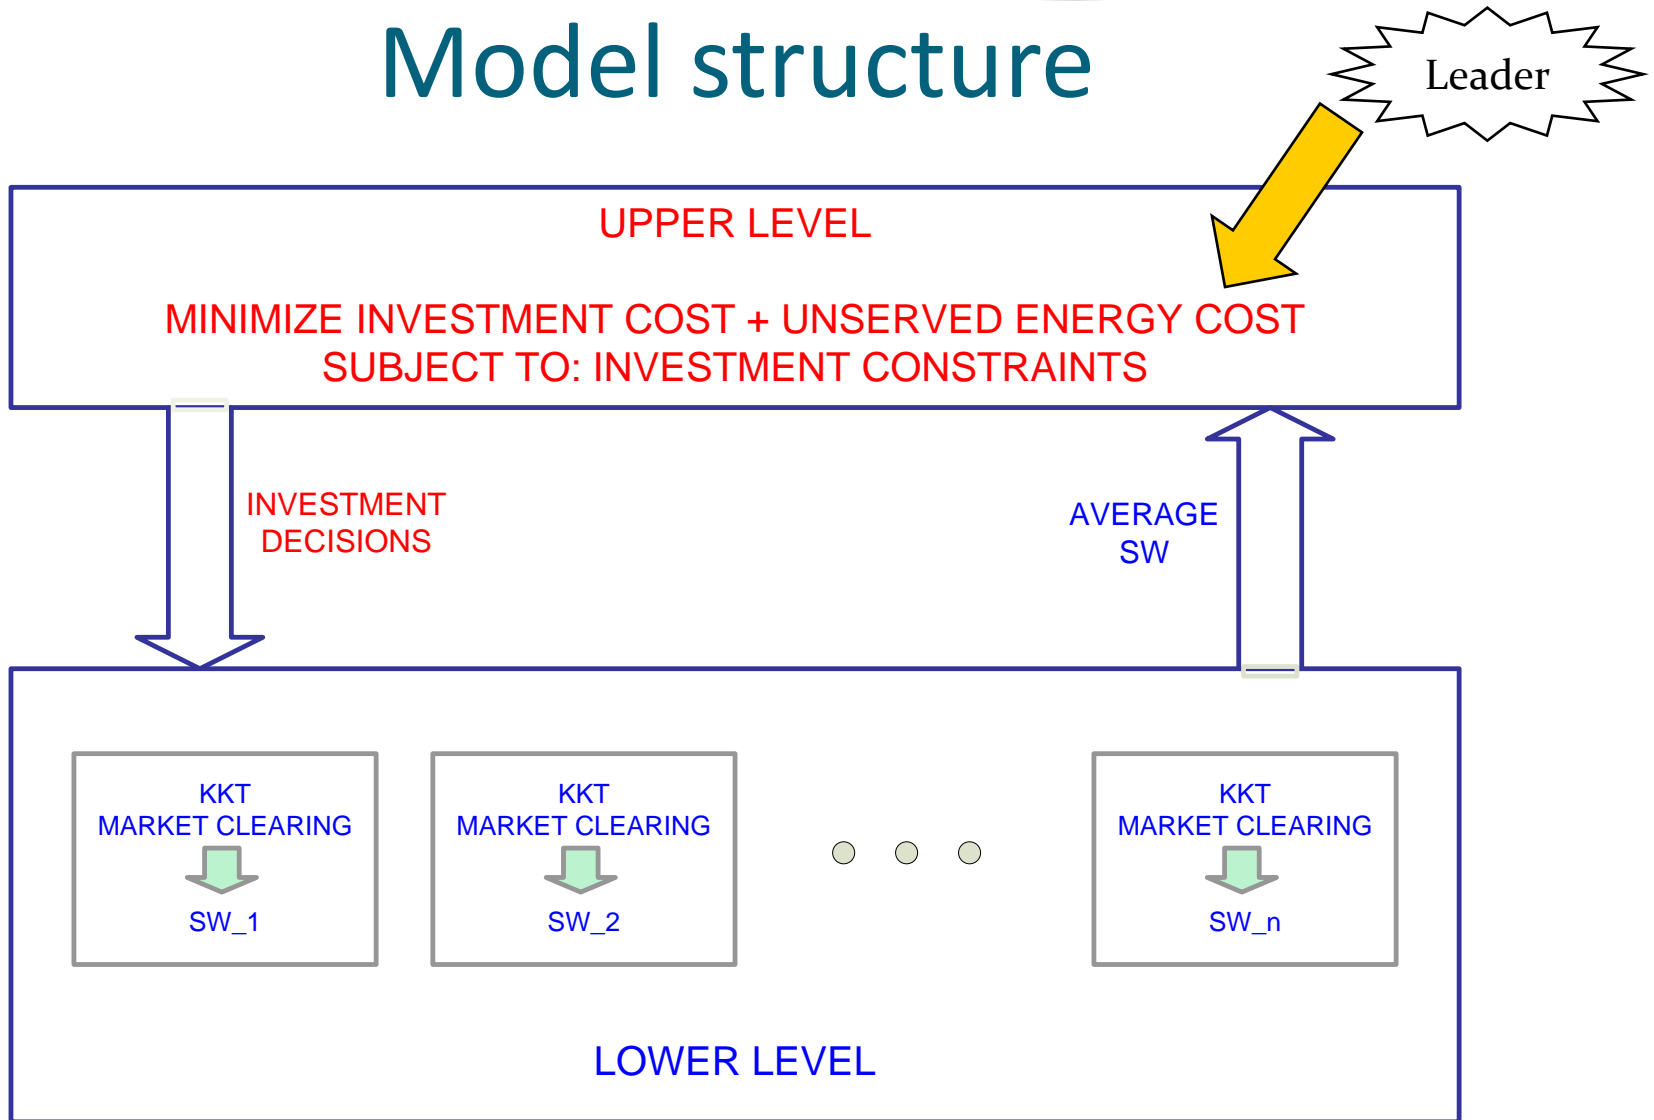 Model structure
Leader
UPPER LEVEL
MINIMIZE INVESTMENT COST + UNSERVED ENERGY COST
SUBJECT TO: INVESTMENT CONSTRAINTS
INVESTMENT
DECISIONS
AVERAGE
SW
KKT
MARKET CLEARING
SW_1
KKT
MARKET CLEARING
SW_2
KKT
MARKET CLEARING
SW_n
LOWER LEVEL